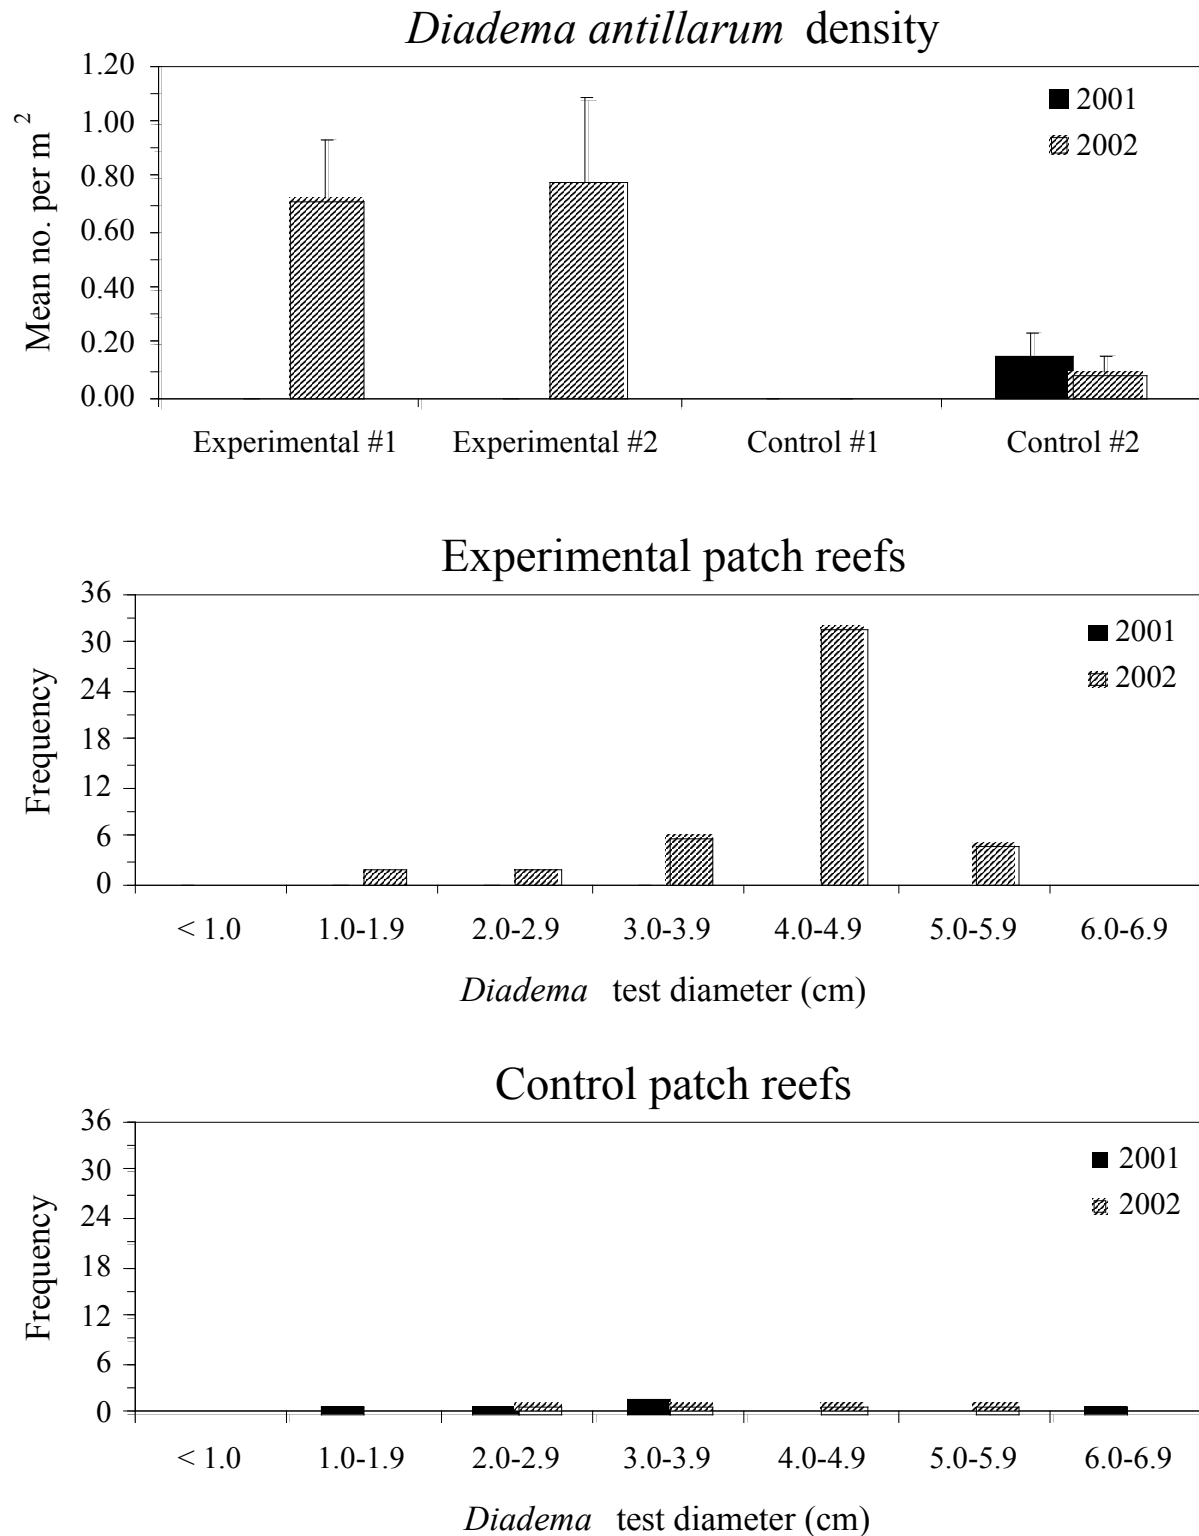 Diadema antillarum density
1.20
1.00
0.80
0.60
0.40
0.20
0.00
Mean no. per m 2
2001
2002
Experimental #1 Experimental #2 Control #1 Control #2
Experimental patch reefs
36
30
24
18
12
6
0
Frequency
2001
2002
< 1.0 1.0-1.9 2.0-2.9 3.0-3.9 4.0-4.9 5.0-5.9 6.0-6.9
Diadema test diameter (cm)
Control patch reefs
36
30
24
18
12
6
0
Frequency
2001
2002
< 1.0 1.0-1.9 2.0-2.9 3.0-3.9 4.0-4.9 5.0-5.9 6.0-6.9
Diadema test diameter (cm)